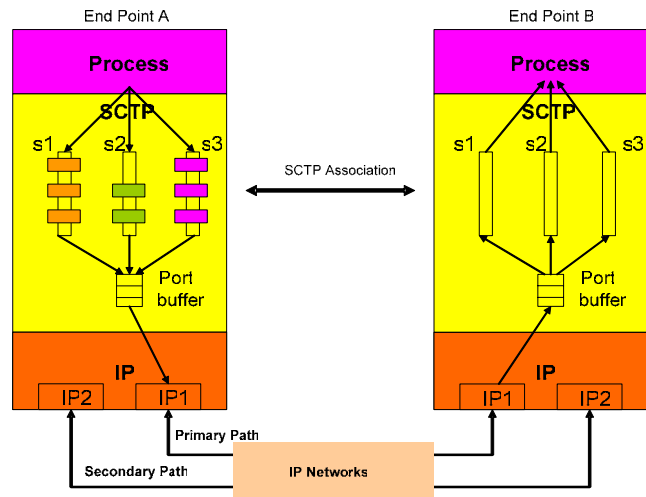 End Point A
End Point B
Process
Process
SCTP
SCTP
s1
s2
s3
s1
s2
s3
SCTP Association
Port
buffer
Port
buffer
IP
IP
IP2
IP1
IP1
IP2
Primary Path
Secondary Path
IP Networks